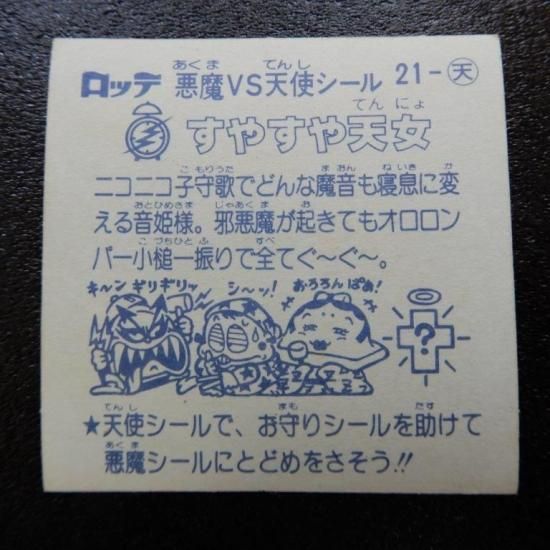 ロッテ 悪魔VS天使シール 21-天
すやすや天女
ニコニコ子守歌でどんな魔音も寝息に変
える音姫様。邪悪魔が起きてもオロロン
パー小槌一振りで全てぐ〜ぐ〜。
キーンギリギリッ シ〜ッ! おろろんぱぁ!
?
★天使シールで、お守りシールを助けて
悪魔シールにとどめをさそう!!